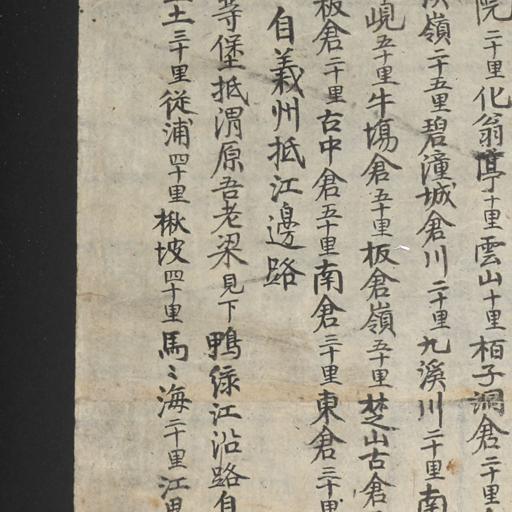 院二十里化翁亭十里雲山十里栢子洞倉二十里
嶺二十五里碧潼城倉川二十里九溪川二十里南
峴五十里牛場倉五十里板倉嶺五十里楚山古倉
板倉二十里古中倉五十里南倉三十里東倉三十里
自義州抵江邊路
等堡抵渭原吾老梁見下鴨綠江沿路自
土三十里從浦四十里楸坡四十里馬〻海二十里江界